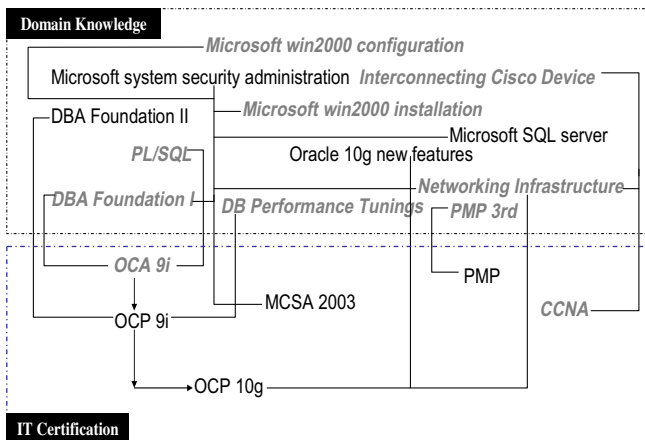 Domain Knowledge
Microsoft win2000 configuration
Microsoft system security administration
Interconnecting Cisco Device
Microsoft win2000 installation
DBA Foundation II
Microsoft SQL server
PL/SQL
Oracle 10g new features
Networking Infrastructure
DBA Foundation I
DB Performance Tunings
PMP 3rd
OCA 9i
PMP
MCSA 2003
CCNA
OCP 9i
OCP 10g
IT Certification